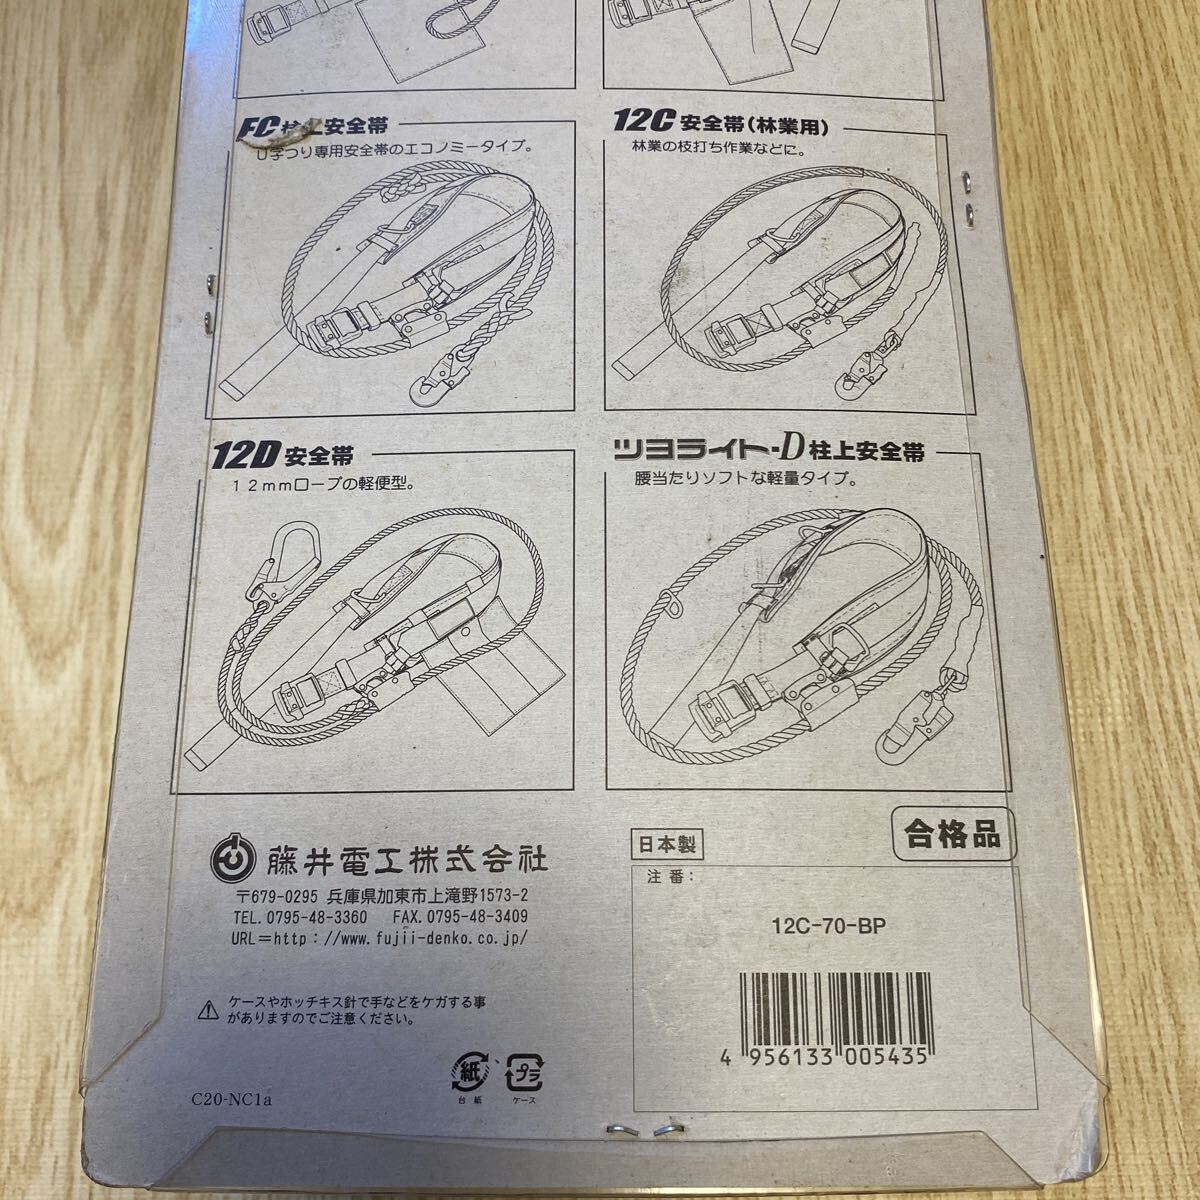 FC 柱上安全帯
U字つり専用安全帯のエコノミータイプ。
12C 安全帯(林業用)
林業の枝打ち作業などに。
12D 安全帯
12mmロープの軽便型。
ツヨライト-D 柱上安全帯
腰当たりソフトな軽量タイプ。
藤井電工株式会社
〒679-0295 兵庫県加東市上滝野1573-2
TEL. 0795-48-3360 FAX. 0795-48-3409
URL=http://www.fujii-denko.co.jp/
⚠ケースやホッチキス針で手などをケガする事
がありますのでご注意ください。
紙
台紙
プラ
ケース
C20-NC1a
日本製
合格品
注番:
12C-70-BP
4 956133 005435